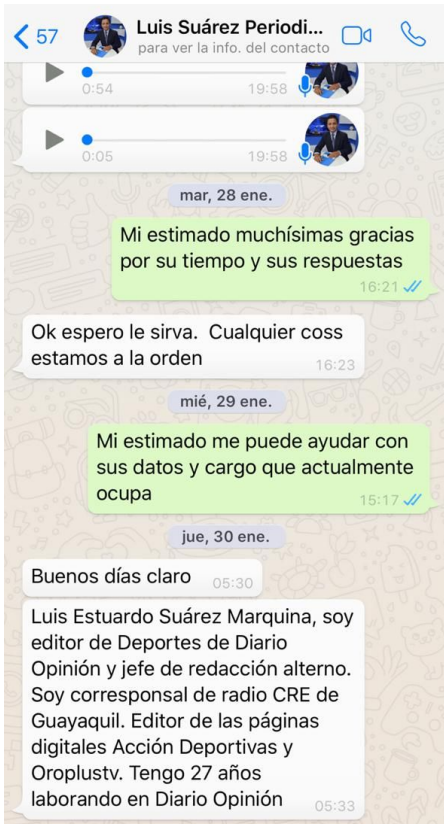 57
Luis Suárez Periodi...
para ver la info. del contacto
0:54 19:58
0:05 19:58
mar, 28 ene.
Mi estimado muchísimas gracias
por su tiempo y sus respuestas
16:21
Ok espero le sirva. Cualquier coss
estamos a la orden
16:23
mié, 29 ene.
Mi estimado me puede ayudar con
sus datos y cargo que actualmente
ocupa
15:17
jue, 30 ene.
Buenos días claro 05:30
Luis Estuardo Suárez Marquina, soy
editor de Deportes de Diario
Opinión y jefe de redacción alterno.
Soy corresponsal de radio CRE de
Guayaquil. Editor de las páginas
digitales Acción Deportivas y
Oroplustv. Tengo 27 años
laborando en Diario Opinión 05:33